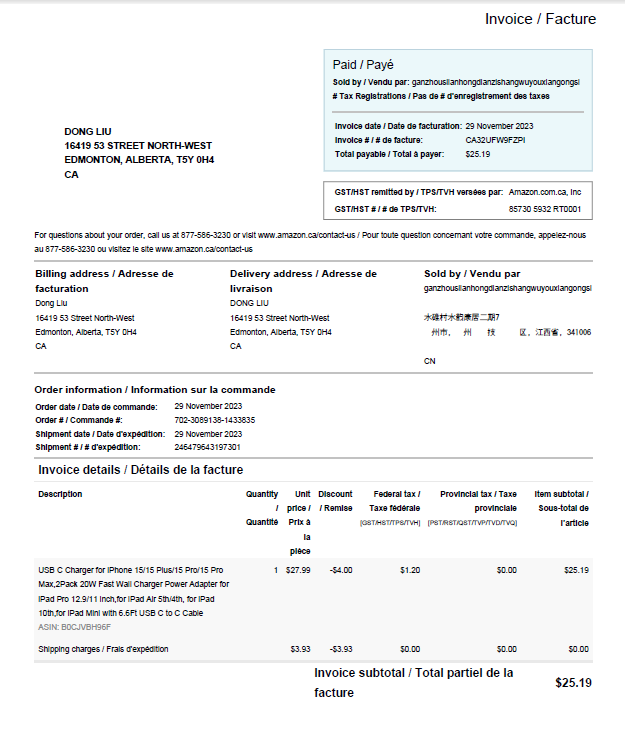 Invoice / Facture
Paid / Payé
Sold by / Vendu par: ganzhousilanhongdianzishangwuyouxiangongsi
# Tax Registrations / Pas de # d'enregistrement des taxes
Invoice date / Date de facturation: 29 November 2023
Invoice # / # de facture: CA32UFW9FZPI
Total payable / Total à payer: $25.19
DONG LIU
16419 53 STREET NORTH-WEST
EDMONTON, ALBERTA, T5Y 0H4
CA
GST/HST remitted by / TPS/TVH versées par: Amazon.com.ca, Inc
GST/HST # / # de TPS/TVH: 85730 5932 RT0001
For questions about your order, call us at 877-586-3230 or visit www.amazon.ca/contact-us / Pour toute question concernant votre commande, appelez-nous
au 877-586-3230 ou visitez le site www.amazon.ca/contact-us
Billing address / Adresse de
facturation
Dong Liu
16419 53 Street North-West
Edmonton, Alberta, T5Y 0H4
CA
Delivery address / Adresse de
livraison
DONG LIU
16419 53 Street North-West
Edmonton, Alberta, T5Y 0H4
CA
Sold by / Vendu par
ganzhousilanhongdianzishangwuyouxiangongsi
水村水韵康居二期7
州市， 州 技 区，江西省，341006
CN
Order information / Information sur la commande
Order date / Date de commande: 29 November 2023
Order # / Commande #: 702-3089138-1433835
Shipment date / Date d'expédition: 29 November 2023
Shipment # / # d'expédition: 246479643197301
Invoice details / Détails de la facture
Description
Quantity
/
Quantité
Unit
price /
Prix à
la
pièce
Discount
/ Remise
Federal tax /
Taxe fédérale
[GST/HST/TPS/TVH]
Provincial tax / Taxe
provinciale
[PST/RST/QST/TVP/TVD/TVQ]
Item subtotal /
Sous-total de
l'article
USB C Charger for iPhone 15/15 Plus/15 Pro/15 Pro 1 $27.99 -$4.00 $1.20 $0.00 $25.19
Max,2Pack 20W Fast Wall Charger Power Adapter for
iPad Pro 12.9/11 inch,for iPad Air 5th/4th, for iPad
10th,for iPad Mini with 6.6Ft USB C to C Cable
ASIN: B0CJVBH96F
Shipping charges / Frais d'expédition $3.93 -$3.93 $0.00 $0.00 $0.00
Invoice subtotal / Total partiel de la
facture
$25.19